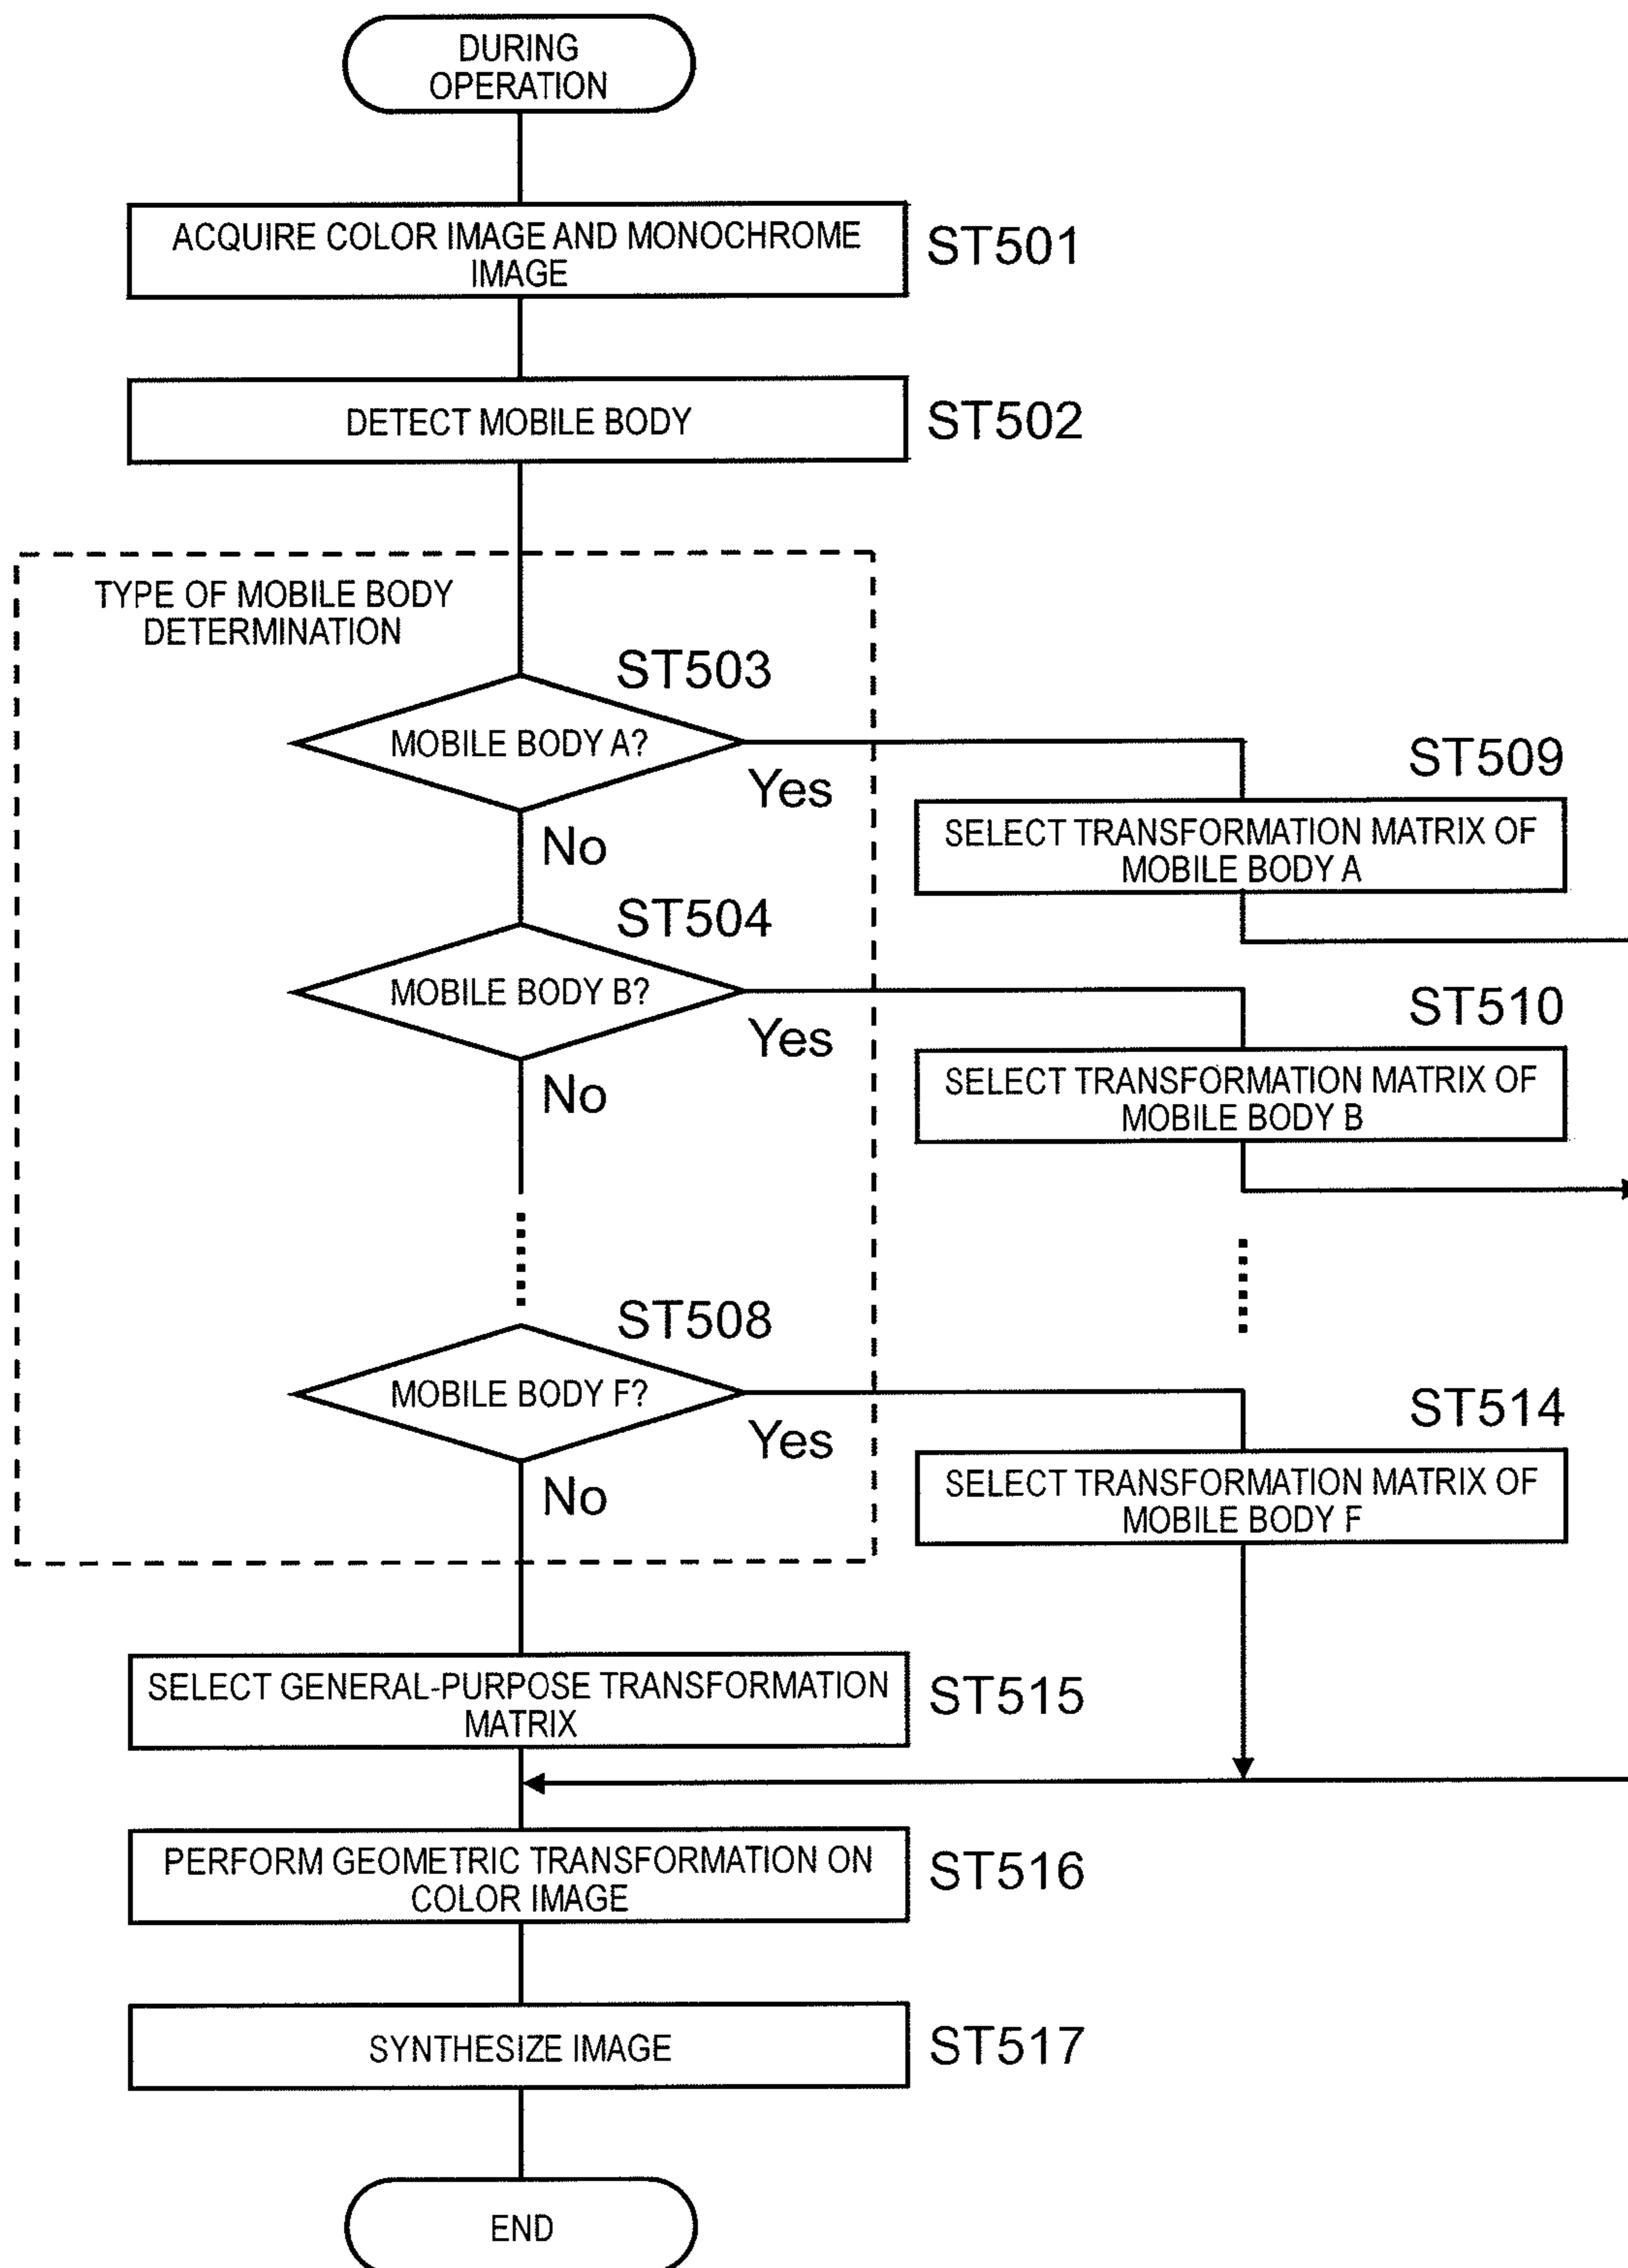 DURING
OPERATION
ACQUIRE COLOR IMAGE AND MONOCHROME
IMAGE
ST501
DETECT MOBILE BODY
ST502
TYPE OF MOBILE BODY
DETERMINATION
ST503
MOBILE BODY A?
Yes
No
ST509
SELECT TRANSFORMATION MATRIX OF
MOBILE BODY A
ST504
MOBILE BODY B?
Yes
No
ST510
SELECT TRANSFORMATION MATRIX OF
MOBILE BODY B
ST508
MOBILE BODY F?
Yes
No
ST514
SELECT TRANSFORMATION MATRIX OF
MOBILE BODY F
SELECT GENERAL-PURPOSE TRANSFORMATION
MATRIX
ST515
PERFORM GEOMETRIC TRANSFORMATION ON
COLOR IMAGE
ST516
SYNTHESIZE IMAGE
ST517
END